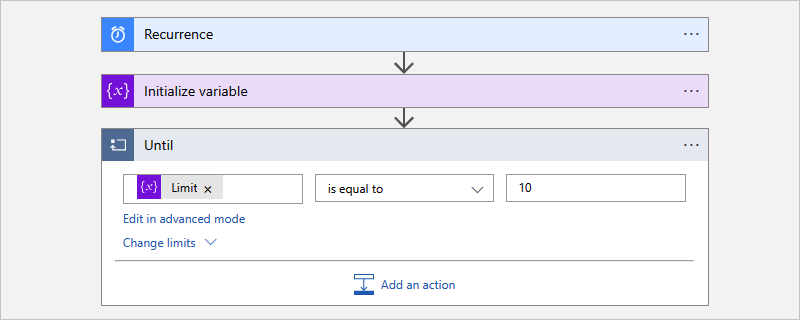 Recurrence
{x} Initialize variable
Until
{x} Limit × is equal to 10
Edit in advanced mode
Change limits
Add an action